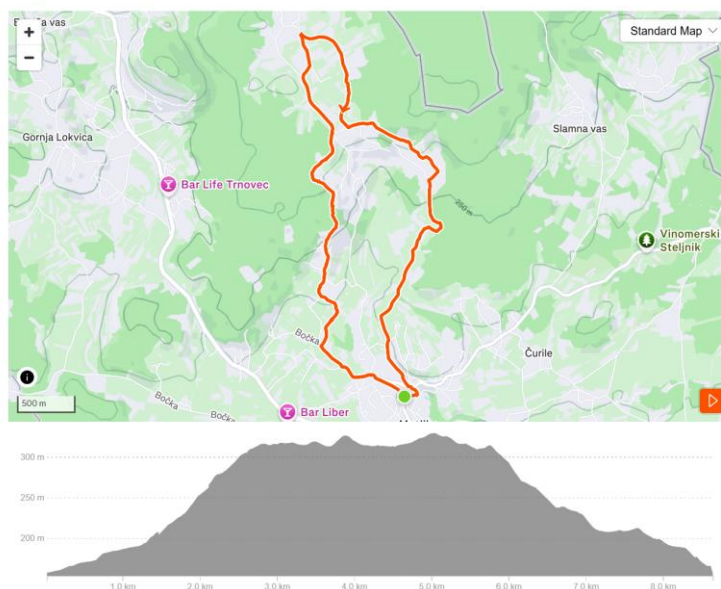 +
−
Standard Map
Gornja Lokvica
Slamna vas
Bar Life Trnovec
250 m
Vinomerski
Steljnik
Bočka
Čurile
i
500 m
Bočka
Bočka
Bar Liber
300 m
250 m
200 m
1.0 km
2.0 km
3.0 km
4.0 km
5.0 km
6.0 km
7.0 km
8.0 km